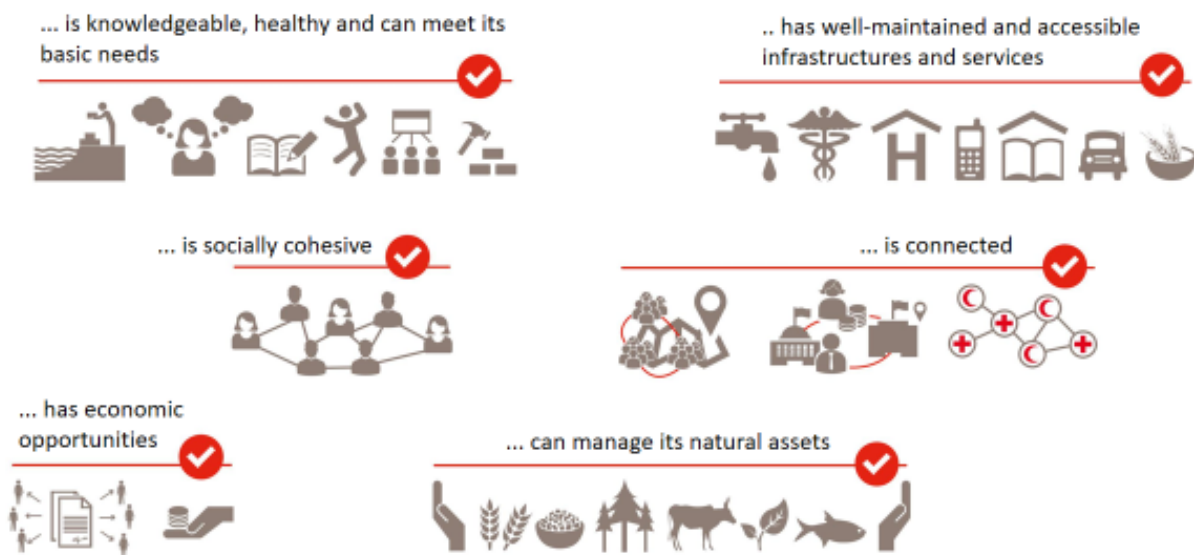 ... is knowledgeable, healthy and can meet its
basic needs
.. has well-maintained and accessible
infrastructures and services
H
... is socially cohesive
... is connected
... has economic
opportunities
... can manage its natural assets